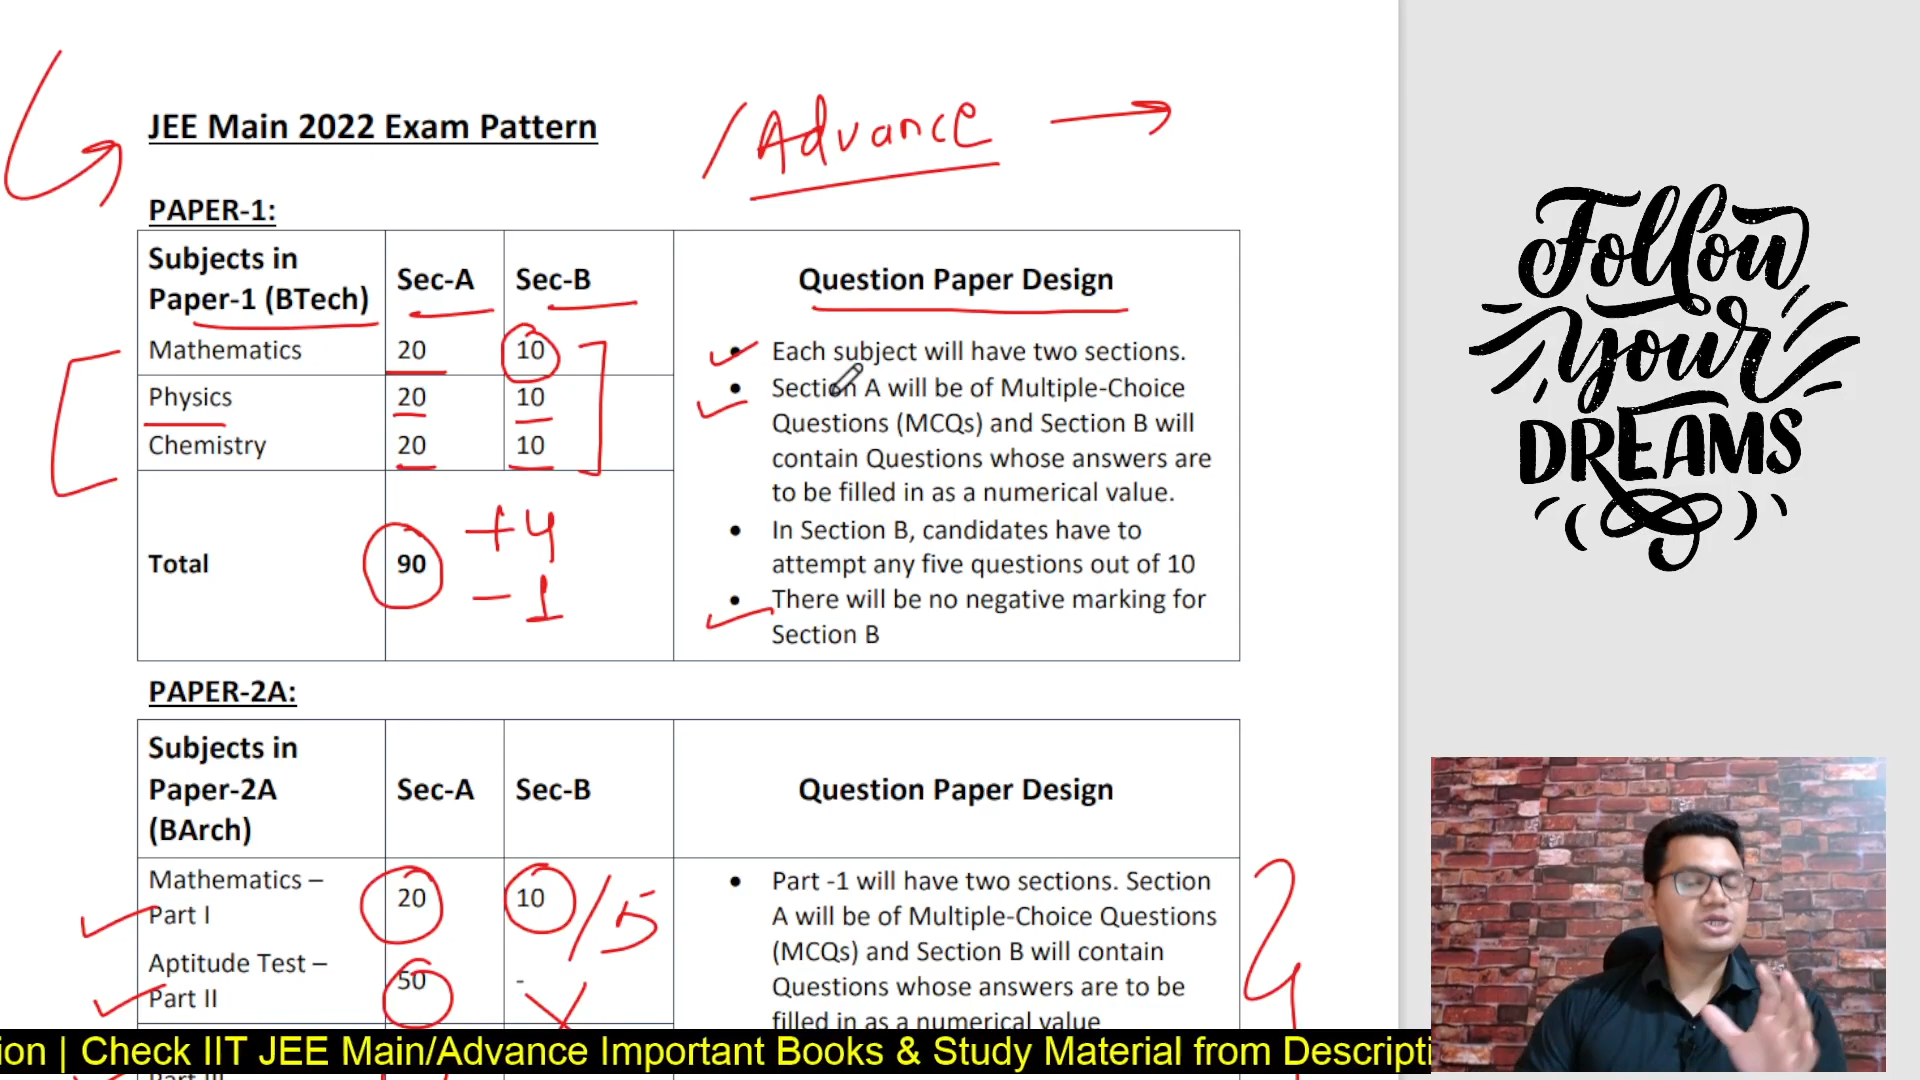 JEE Main 2022 Exam Pattern
/Advance
PAPER-1:
Subjects in
Paper-1 (BTech)
Sec-A
Sec-B
Question Paper Design
Mathematics
20
10
Physics
20
10
Chemistry
20
10
Total
90
+4
-1
• Each subject will have two sections.
• Section A will be of Multiple-Choice
Questions (MCQs) and Section B will
contain Questions whose answers are
to be filled in as a numerical value.
• In Section B, candidates have to
attempt any five questions out of 10
• There will be no negative marking for
Section B
PAPER-2A:
Subjects in
Paper-2A
(BArch)
Sec-A
Sec-B
Question Paper Design
Mathematics –
Part I
20
10
/5
Aptitude Test –
Part II
50
-
• Part -1 will have two sections. Section
A will be of Multiple-Choice Questions
(MCQs) and Section B will contain
Questions whose answers are to be
filled in as a numerical value
Part III
ion | Check IIT JEE Main/Advance Important Books & Study Material from Descripti
Follow
Your
DREAMS